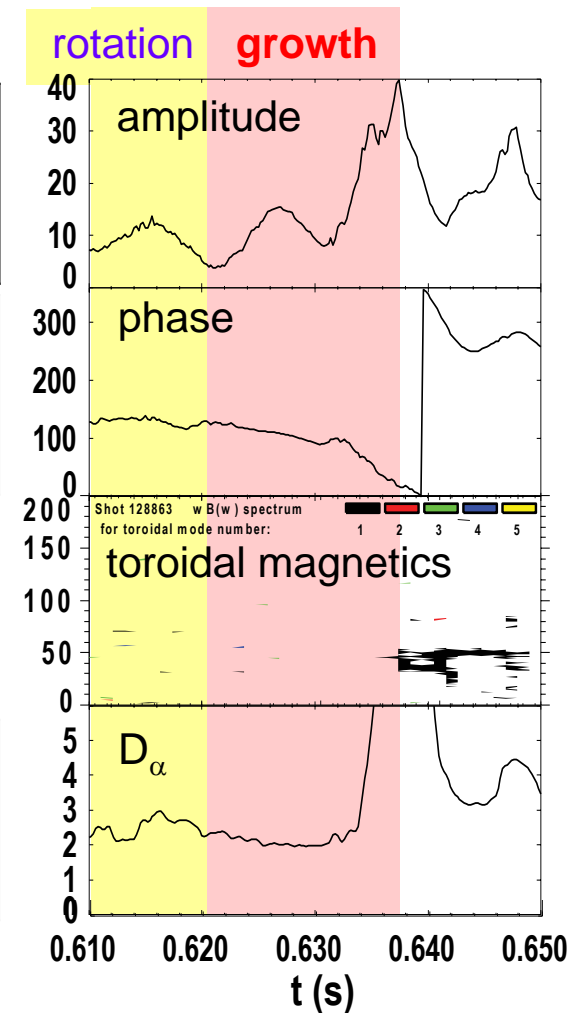 rotation growth
40
amplitude
30
20
10
0
300
phase
200
100
0
200
Shot 128863 w B(w) spectrum
for toroidal mode number: 1 2 3 4 5
150
toroidal magnetics
100
50
0
5
Dα
4
3
2
1
0
0.610 0.620 0.630 0.640 0.650
t (s)